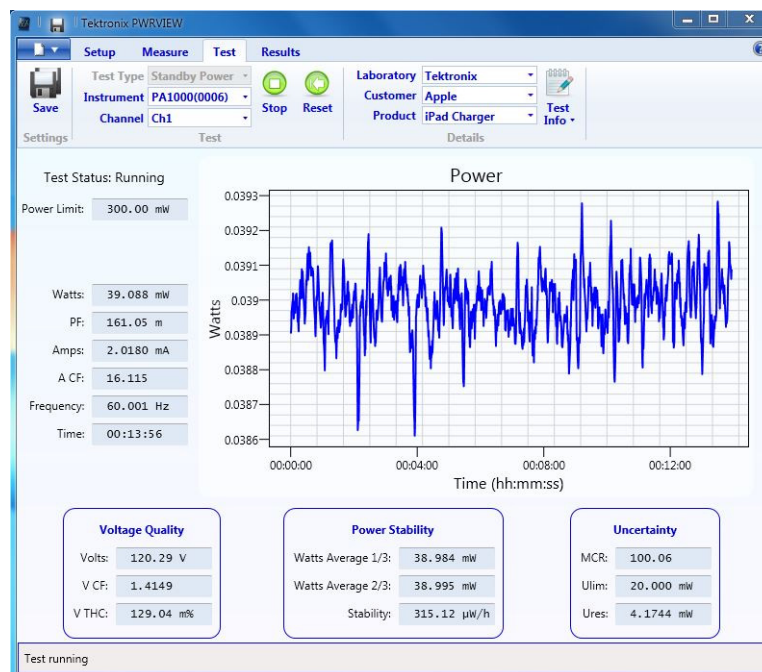 Tektronix PWRVIEW
Setup Measure Test Results
Save
Settings
Test Type Standby Power
Instrument PA1000(0006)
Channel Ch1
Stop Reset
Test
Laboratory Tektronix
Customer Apple
Product iPad Charger
Test Info
Details
Test Status: Running
Power Limit: 300.00 mW
Watts: 39.088 mW
PF: 161.05 m
Amps: 2.0180 mA
A CF: 16.115
Frequency: 60.001 Hz
Time: 00:13:56
Power
Watts
0.0393
0.0392
0.0391
0.039
0.0389
0.0388
0.0387
0.0386
00:00:00 00:04:00 00:08:00 00:12:00
Time (hh:mm:ss)
Voltage Quality
Volts: 120.29 V
V CF: 1.4149
V THC: 129.04 m%
Power Stability
Watts Average 1/3: 38.984 mW
Watts Average 2/3: 38.995 mW
Stability: 315.12 µW/h
Uncertainty
MCR: 100.06
Ulim: 20.000 mW
Ures: 4.1744 mW
Test running